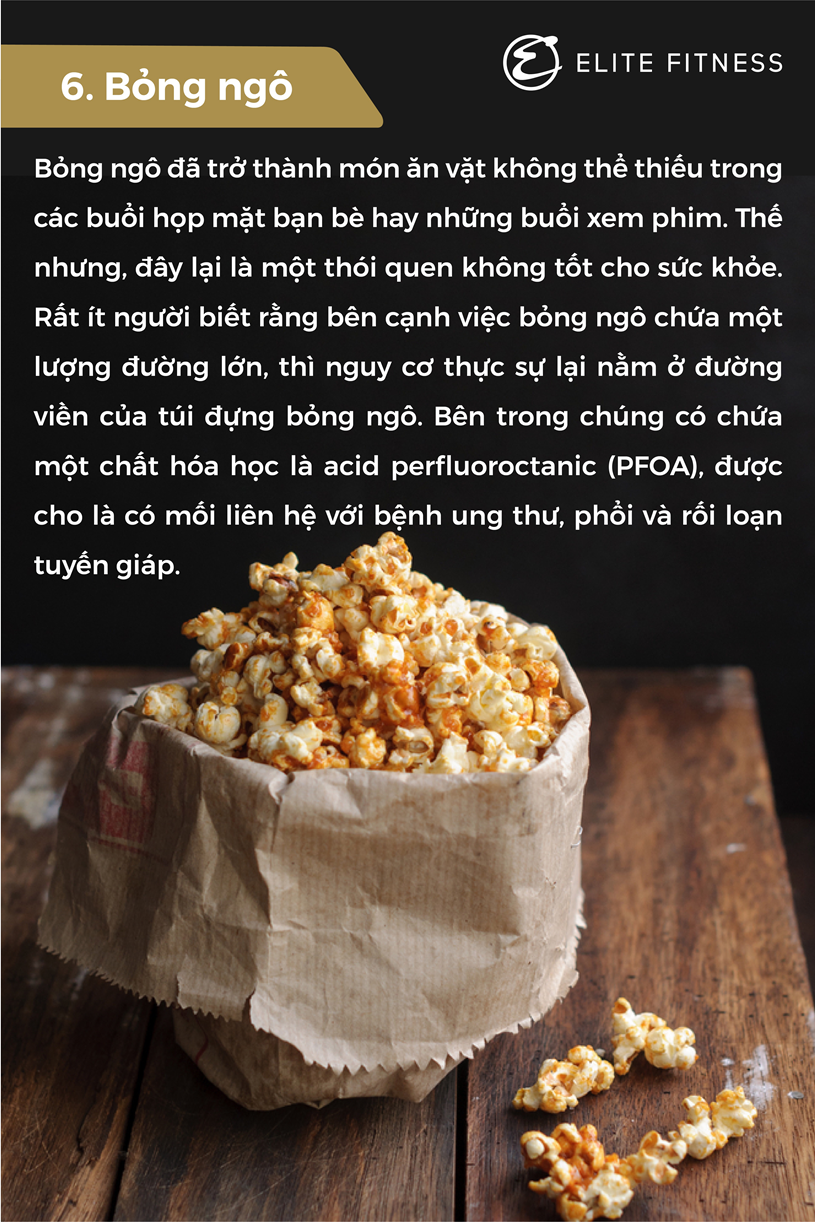 6. Bỏng ngô
ELITE FITNESS
Bỏng ngô đã trở thành món ăn vặt không thể thiếu trong
các buổi họp mặt bạn bè hay những buổi xem phim. Thế
nhưng, đây lại là một thói quen không tốt cho sức khỏe.
Rất ít người biết rằng bên cạnh việc bỏng ngô chứa một
lượng đường lớn, thì nguy cơ thực sự lại nằm ở đường
viền của túi đựng bỏng ngô. Bên trong chúng có chứa
một chất hóa học là acid perfluoroctanic (PFOA), được
cho là có mối liên hệ với bệnh ung thư, phổi và rối loạn
tuyến giáp.